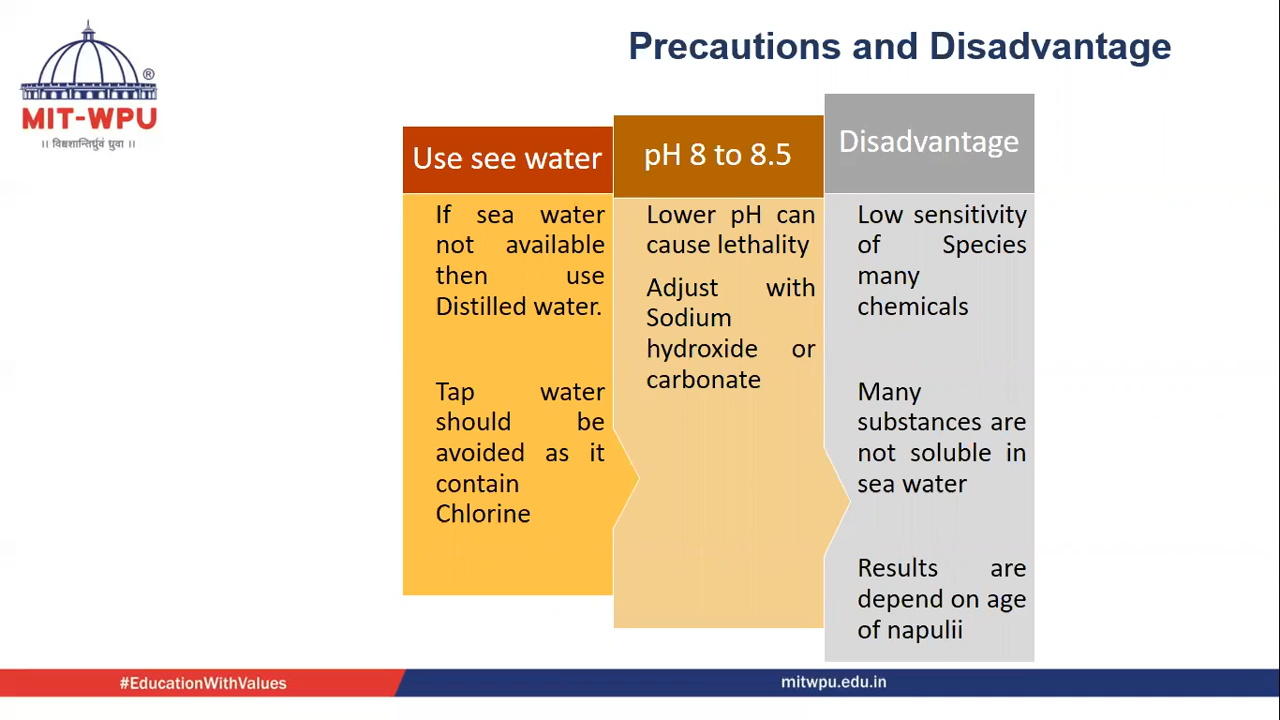 Precautions and Disadvantage
®
MIT-WPU
Use see water
If sea water
not available
then use
Distilled water.
Tap water
should be
avoided as it
contain
Chlorine
pH 8 to 8.5
Lower pH can
cause lethality
Adjust with
Sodium
hydroxide or
carbonate
Disadvantage
Low sensitivity
of Species
many
chemicals
Many
substances are
not soluble in
sea water
Results are
depend on age
of napulii
#EducationWithValues
mitwpu.edu.in